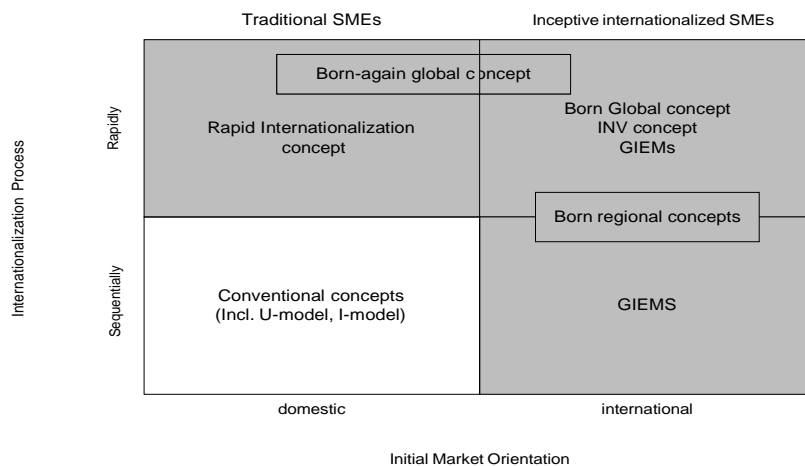 Traditional SMEs
Inceptive internationalized SMEs
Born-again global concept
Rapid Internationalization
concept
Born Global concept
INV concept
GIEMs
Born regional concepts
Conventional concepts
(Incl. U-model, I-model)
GIEMS
Internationalization Process
Rapidly
Sequentially
domestic
international
Initial Market Orientation